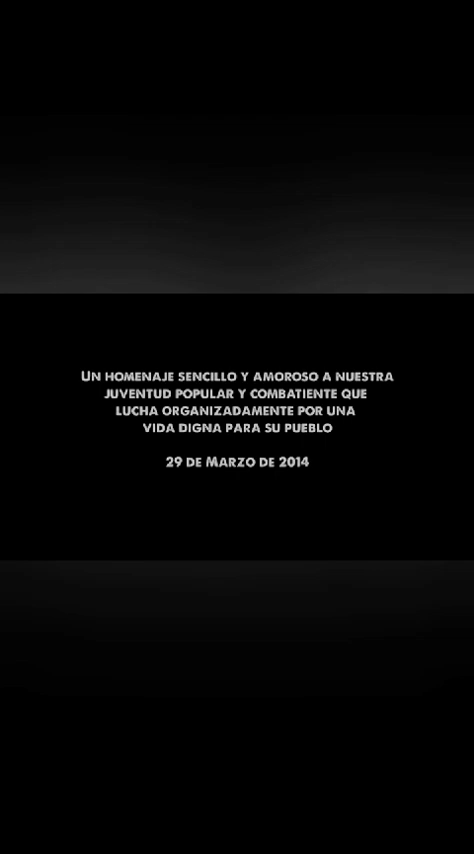 Un homenaje sencillo y amoroso a nuestra
juventud popular y combatiente que
lucha organizadamente por una
vida digna para su pueblo
29 de Marzo de 2014